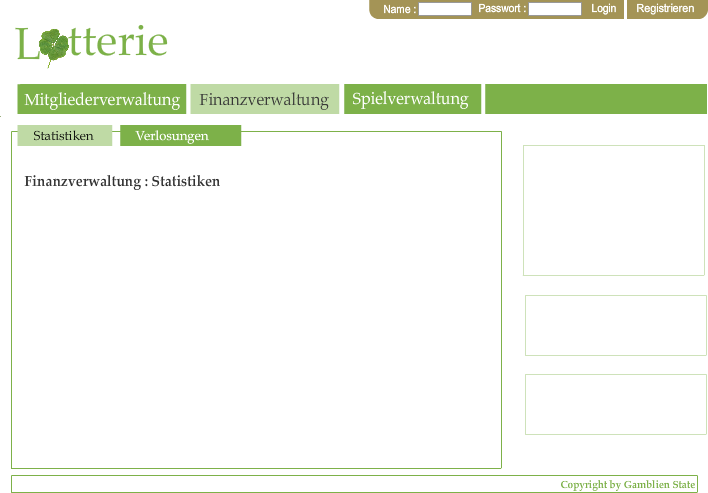 Name : Passwort : Login Registrieren
Lotterie
Mitgliederverwaltung Finanzverwaltung Spielverwaltung
Statistiken Verlosungen
Finanzverwaltung : Statistiken
Copyright by Gamblien State